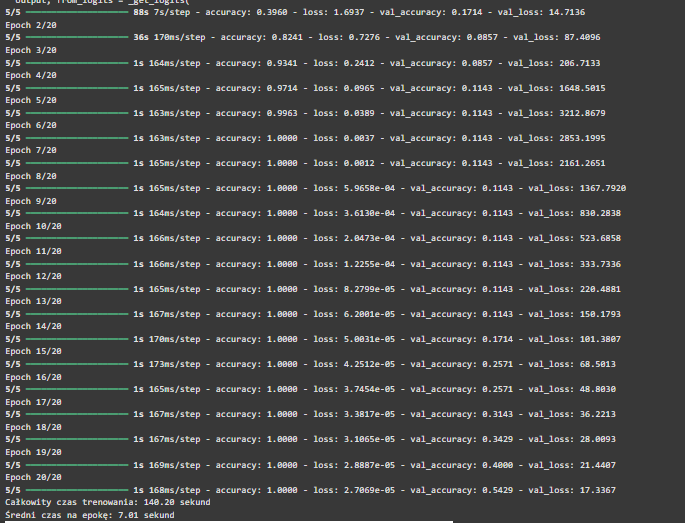 output, from_logits = _get_logits(
5/5 ━━━━━━━━━━━━━━━━━━━━ 88s 7s/step - accuracy: 0.3960 - loss: 1.6937 - val_accuracy: 0.1714 - val_loss: 14.7136
Epoch 2/20
5/5 ━━━━━━━━━━━━━━━━━━━━ 36s 170ms/step - accuracy: 0.8241 - loss: 0.7276 - val_accuracy: 0.0857 - val_loss: 87.4096
Epoch 3/20
5/5 ━━━━━━━━━━━━━━━━━━━━ 1s 164ms/step - accuracy: 0.9341 - loss: 0.2412 - val_accuracy: 0.0857 - val_loss: 206.7133
Epoch 4/20
5/5 ━━━━━━━━━━━━━━━━━━━━ 1s 165ms/step - accuracy: 0.9714 - loss: 0.0965 - val_accuracy: 0.1143 - val_loss: 1648.5015
Epoch 5/20
5/5 ━━━━━━━━━━━━━━━━━━━━ 1s 163ms/step - accuracy: 0.9963 - loss: 0.0389 - val_accuracy: 0.1143 - val_loss: 3212.8679
Epoch 6/20
5/5 ━━━━━━━━━━━━━━━━━━━━ 1s 163ms/step - accuracy: 1.0000 - loss: 0.0037 - val_accuracy: 0.1143 - val_loss: 2853.1995
Epoch 7/20
5/5 ━━━━━━━━━━━━━━━━━━━━ 1s 165ms/step - accuracy: 1.0000 - loss: 0.0012 - val_accuracy: 0.1143 - val_loss: 2161.2651
Epoch 8/20
5/5 ━━━━━━━━━━━━━━━━━━━━ 1s 165ms/step - accuracy: 1.0000 - loss: 5.9658e-04 - val_accuracy: 0.1143 - val_loss: 1367.7920
Epoch 9/20
5/5 ━━━━━━━━━━━━━━━━━━━━ 1s 164ms/step - accuracy: 1.0000 - loss: 3.6130e-04 - val_accuracy: 0.1143 - val_loss: 830.2838
Epoch 10/20
5/5 ━━━━━━━━━━━━━━━━━━━━ 1s 166ms/step - accuracy: 1.0000 - loss: 2.0473e-04 - val_accuracy: 0.1143 - val_loss: 523.6858
Epoch 11/20
5/5 ━━━━━━━━━━━━━━━━━━━━ 1s 166ms/step - accuracy: 1.0000 - loss: 1.2255e-04 - val_accuracy: 0.1143 - val_loss: 333.7336
Epoch 12/20
5/5 ━━━━━━━━━━━━━━━━━━━━ 1s 165ms/step - accuracy: 1.0000 - loss: 8.2799e-05 - val_accuracy: 0.1143 - val_loss: 220.4881
Epoch 13/20
5/5 ━━━━━━━━━━━━━━━━━━━━ 1s 167ms/step - accuracy: 1.0000 - loss: 6.2001e-05 - val_accuracy: 0.1143 - val_loss: 150.1793
Epoch 14/20
5/5 ━━━━━━━━━━━━━━━━━━━━ 1s 170ms/step - accuracy: 1.0000 - loss: 5.0031e-05 - val_accuracy: 0.1714 - val_loss: 101.3807
Epoch 15/20
5/5 ━━━━━━━━━━━━━━━━━━━━ 1s 173ms/step - accuracy: 1.0000 - loss: 4.2512e-05 - val_accuracy: 0.2571 - val_loss: 68.5013
Epoch 16/20
5/5 ━━━━━━━━━━━━━━━━━━━━ 1s 165ms/step - accuracy: 1.0000 - loss: 3.7454e-05 - val_accuracy: 0.2571 - val_loss: 48.8030
Epoch 17/20
5/5 ━━━━━━━━━━━━━━━━━━━━ 1s 167ms/step - accuracy: 1.0000 - loss: 3.3817e-05 - val_accuracy: 0.3143 - val_loss: 36.2213
Epoch 18/20
5/5 ━━━━━━━━━━━━━━━━━━━━ 1s 167ms/step - accuracy: 1.0000 - loss: 3.1065e-05 - val_accuracy: 0.3429 - val_loss: 28.0093
Epoch 19/20
5/5 ━━━━━━━━━━━━━━━━━━━━ 1s 169ms/step - accuracy: 1.0000 - loss: 2.8887e-05 - val_accuracy: 0.4000 - val_loss: 21.4407
Epoch 20/20
5/5 ━━━━━━━━━━━━━━━━━━━━ 1s 168ms/step - accuracy: 1.0000 - loss: 2.7069e-05 - val_accuracy: 0.5429 - val_loss: 17.3367
Całkowity czas trenowania: 140.20 sekund
Średni czas na epokę: 7.01 sekund